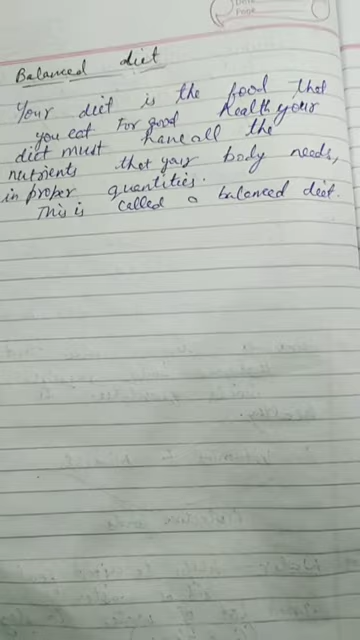 Page
Balanced diet
Your diet is the food that
you eat For good health your
diet must have all the
nutrients that your body needs,
in proper quantities.
This is called a balanced diet.